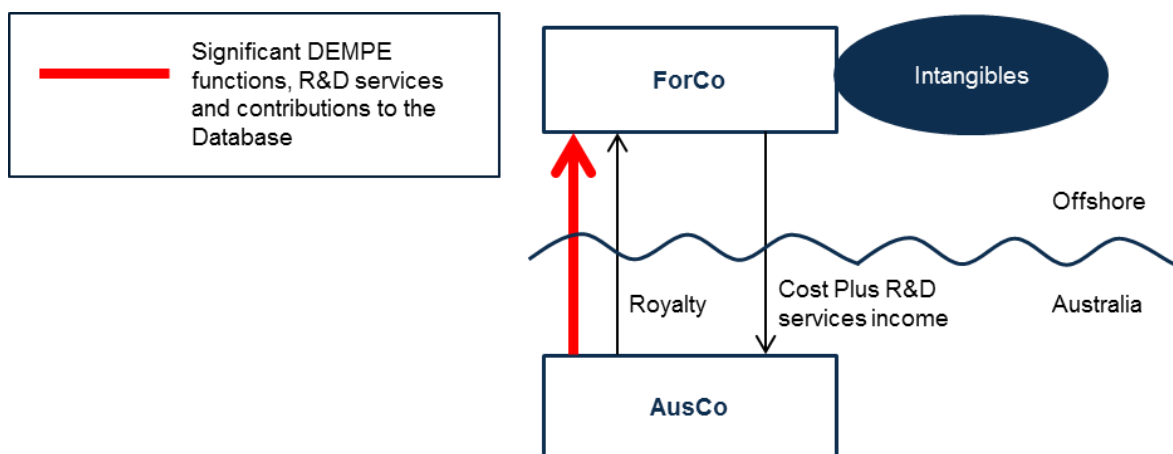 Significant DEMPE
functions, R&D services
and contributions to the
Database
ForCo
Intangibles
Offshore
Royalty
Cost Plus R&D
services income
Australia
AusCo